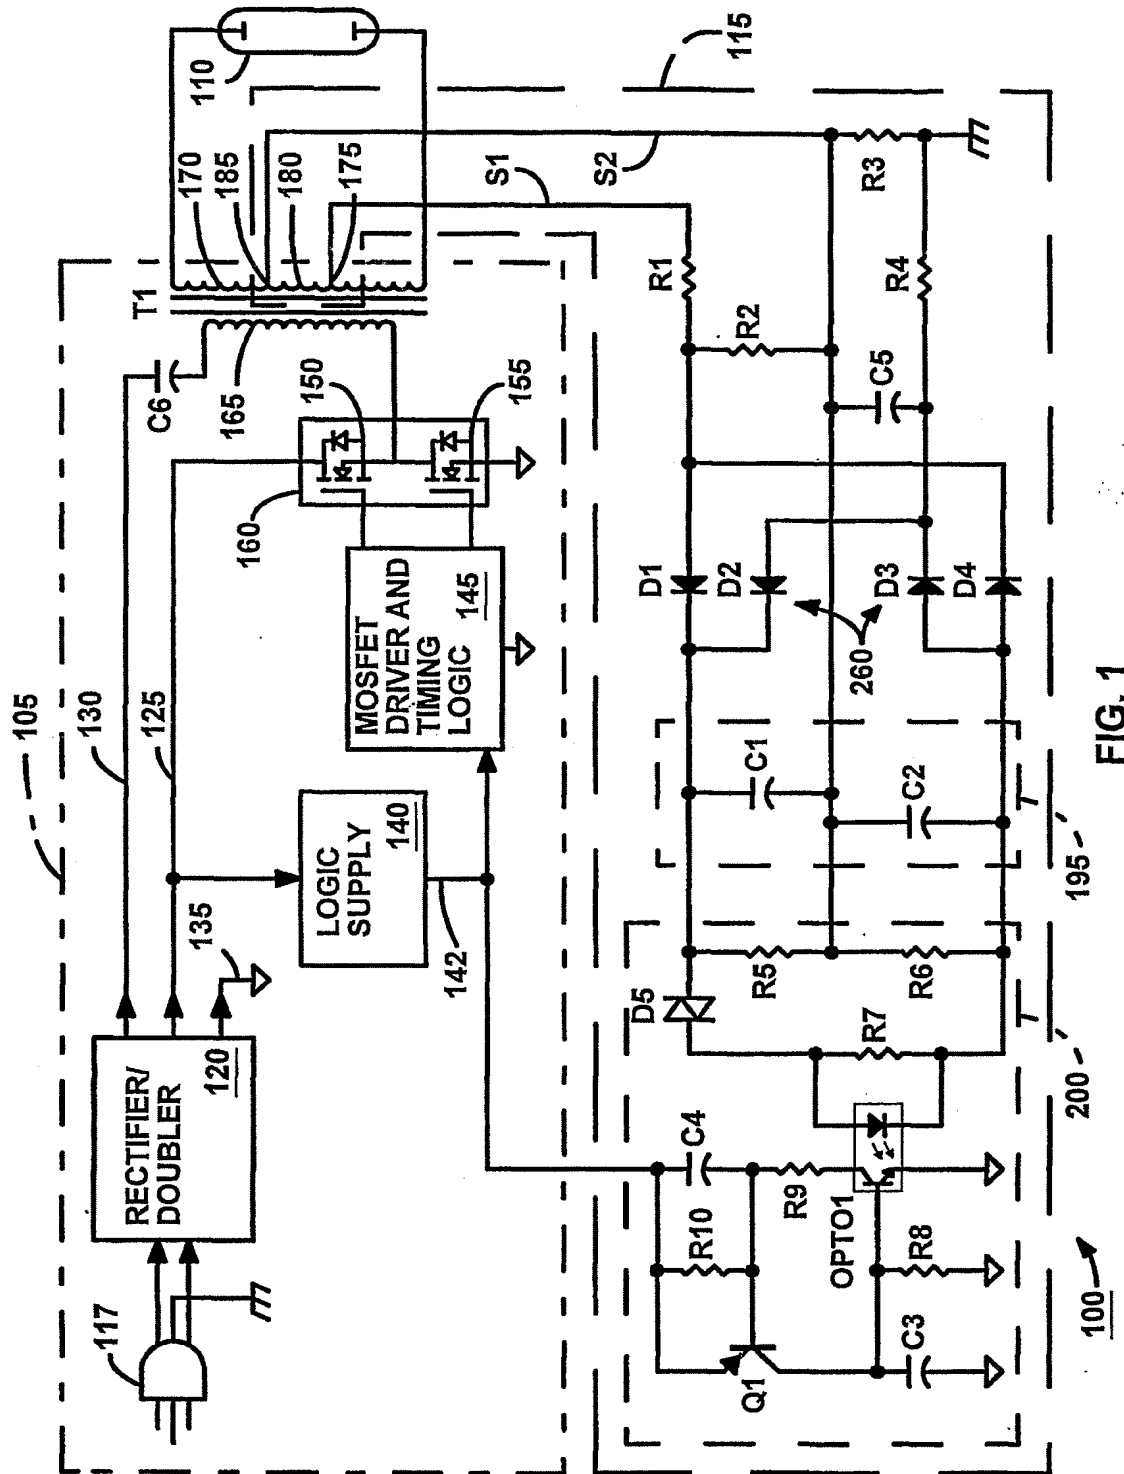 105
130
125
117
RECTIFIER/
DOUBLER
120
135
LOGIC
SUPPLY
140
142
MOSFET
DRIVER AND
TIMING
LOGIC
145
160
150
155
C6
165
T1
170
185
180
175
110
115
S1
S2
R1
R2
R3
R4
C5
D1
D2
D3
D4
260
C1
C2
195
D5
R5
R6
R7
200
C4
R10
R9
OPTO1
R8
C3
Q1
100
FIG. 1